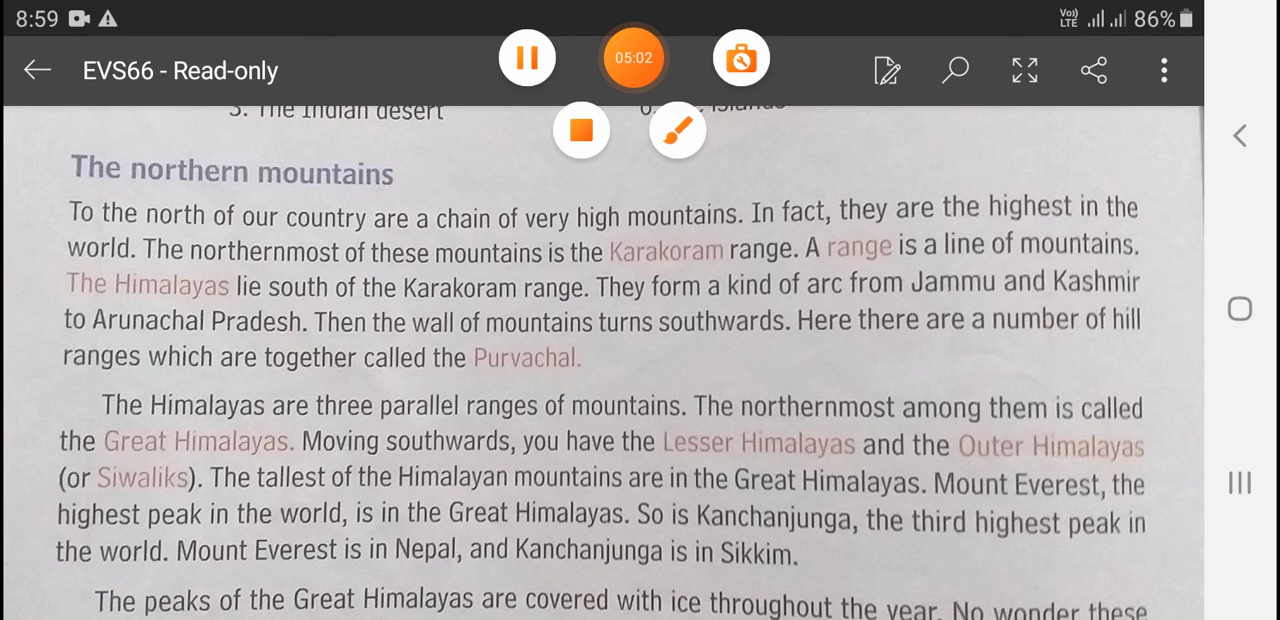 8:59
Vo)) LTE 86%
EVS66 - Read-only
05:02
3. The Indian desert
The northern mountains
To the north of our country are a chain of very high mountains. In fact, they are the highest in the
world. The northernmost of these mountains is the Karakoram range. A range is a line of mountains.
The Himalayas lie south of the Karakoram range. They form a kind of arc from Jammu and Kashmir
to Arunachal Pradesh. Then the wall of mountains turns southwards. Here there are a number of hill
ranges which are together called the Purvachal.
The Himalayas are three parallel ranges of mountains. The northernmost among them is called
the Great Himalayas. Moving southwards, you have the Lesser Himalayas and the Outer Himalayas
(or Siwaliks). The tallest of the Himalayan mountains are in the Great Himalayas. Mount Everest, the
highest peak in the world, is in the Great Himalayas. So is Kanchanjunga, the third highest peak in
the world. Mount Everest is in Nepal, and Kanchanjunga is in Sikkim.
The peaks of the Great Himalayas are covered with ice throughout the year. No wonder these